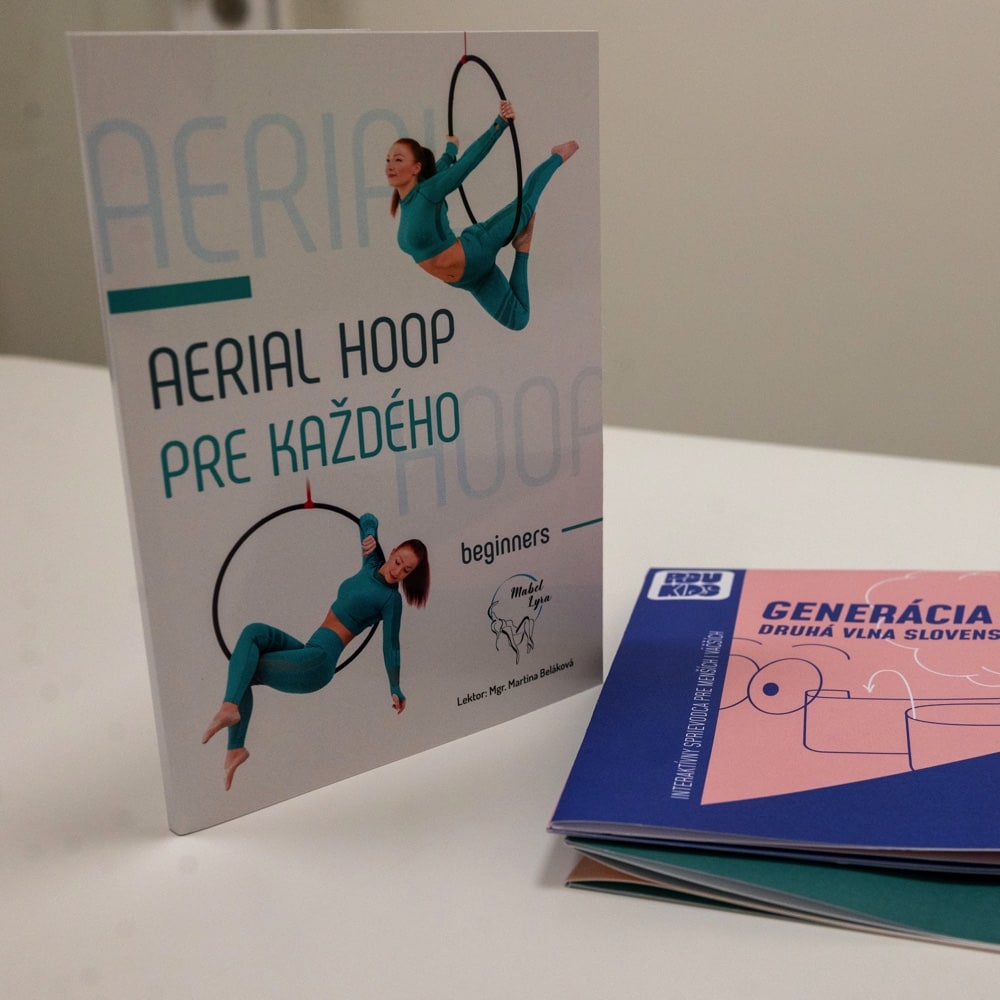 AERIAL
AERIAL HOOP
PRE KAŽDÉHO
HOOP
beginners
Mabel
Lyra
Lektor: Mgr. Martina Beláková
EDU
KIDS
GENERÁCIA
DRUHÁ VLNA SLOVENS
INTERAKTÍVNY SPRIEVODCA PRE MENŠÍCH I VÄČŠÍCH